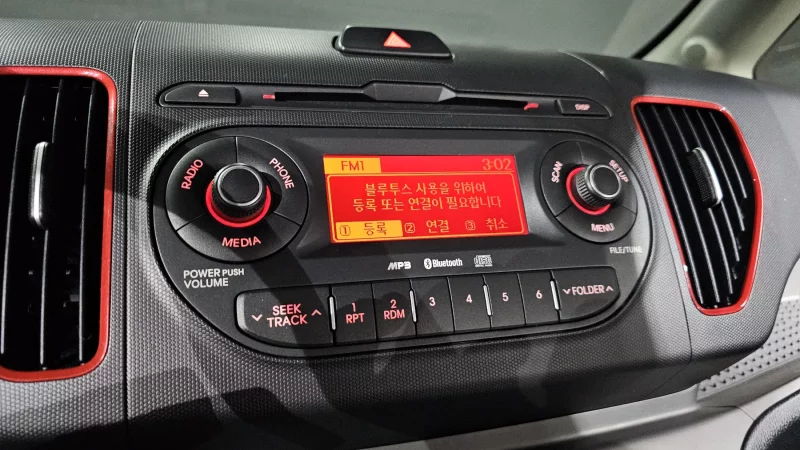 DISP
RADIO
PHONE
MEDIA
POWER PUSH
VOLUME
FM1 3:02
블루투스 사용을 위하여
등록 또는 연결이 필요합니다
① 등록 ② 연결 ③ 취소
SCAN
SETUP
MENU
FILE/TUNE
MP3 Bluetooth
SEEK
TRACK
1
RPT
2
RDM
3
4
5
6
FOLDER